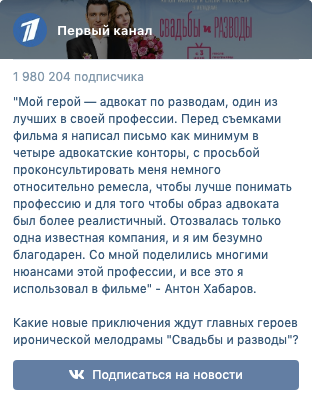 СВАДЬБЫ и РАЗВОДЫ
Первый канал
1 980 204 подписчика
"Мой герой — адвокат по разводам, один из
лучших в своей профессии. Перед съемками
фильма я написал письмо как минимум в
четыре адвокатские конторы, с просьбой
проконсультировать меня немного
относительно ремесла, чтобы лучше понимать
профессию и для того чтобы образ адвоката
был более реалистичный. Отозвалась только
одна известная компания, и я им безумно
благодарен. Со мной поделились многими
нюансами этой профессии, и все это я
использовал в фильме" - Антон Хабаров.
Какие новые приключения ждут главных героев
иронической мелодрамы "Свадьбы и разводы"?
Подписаться на новости